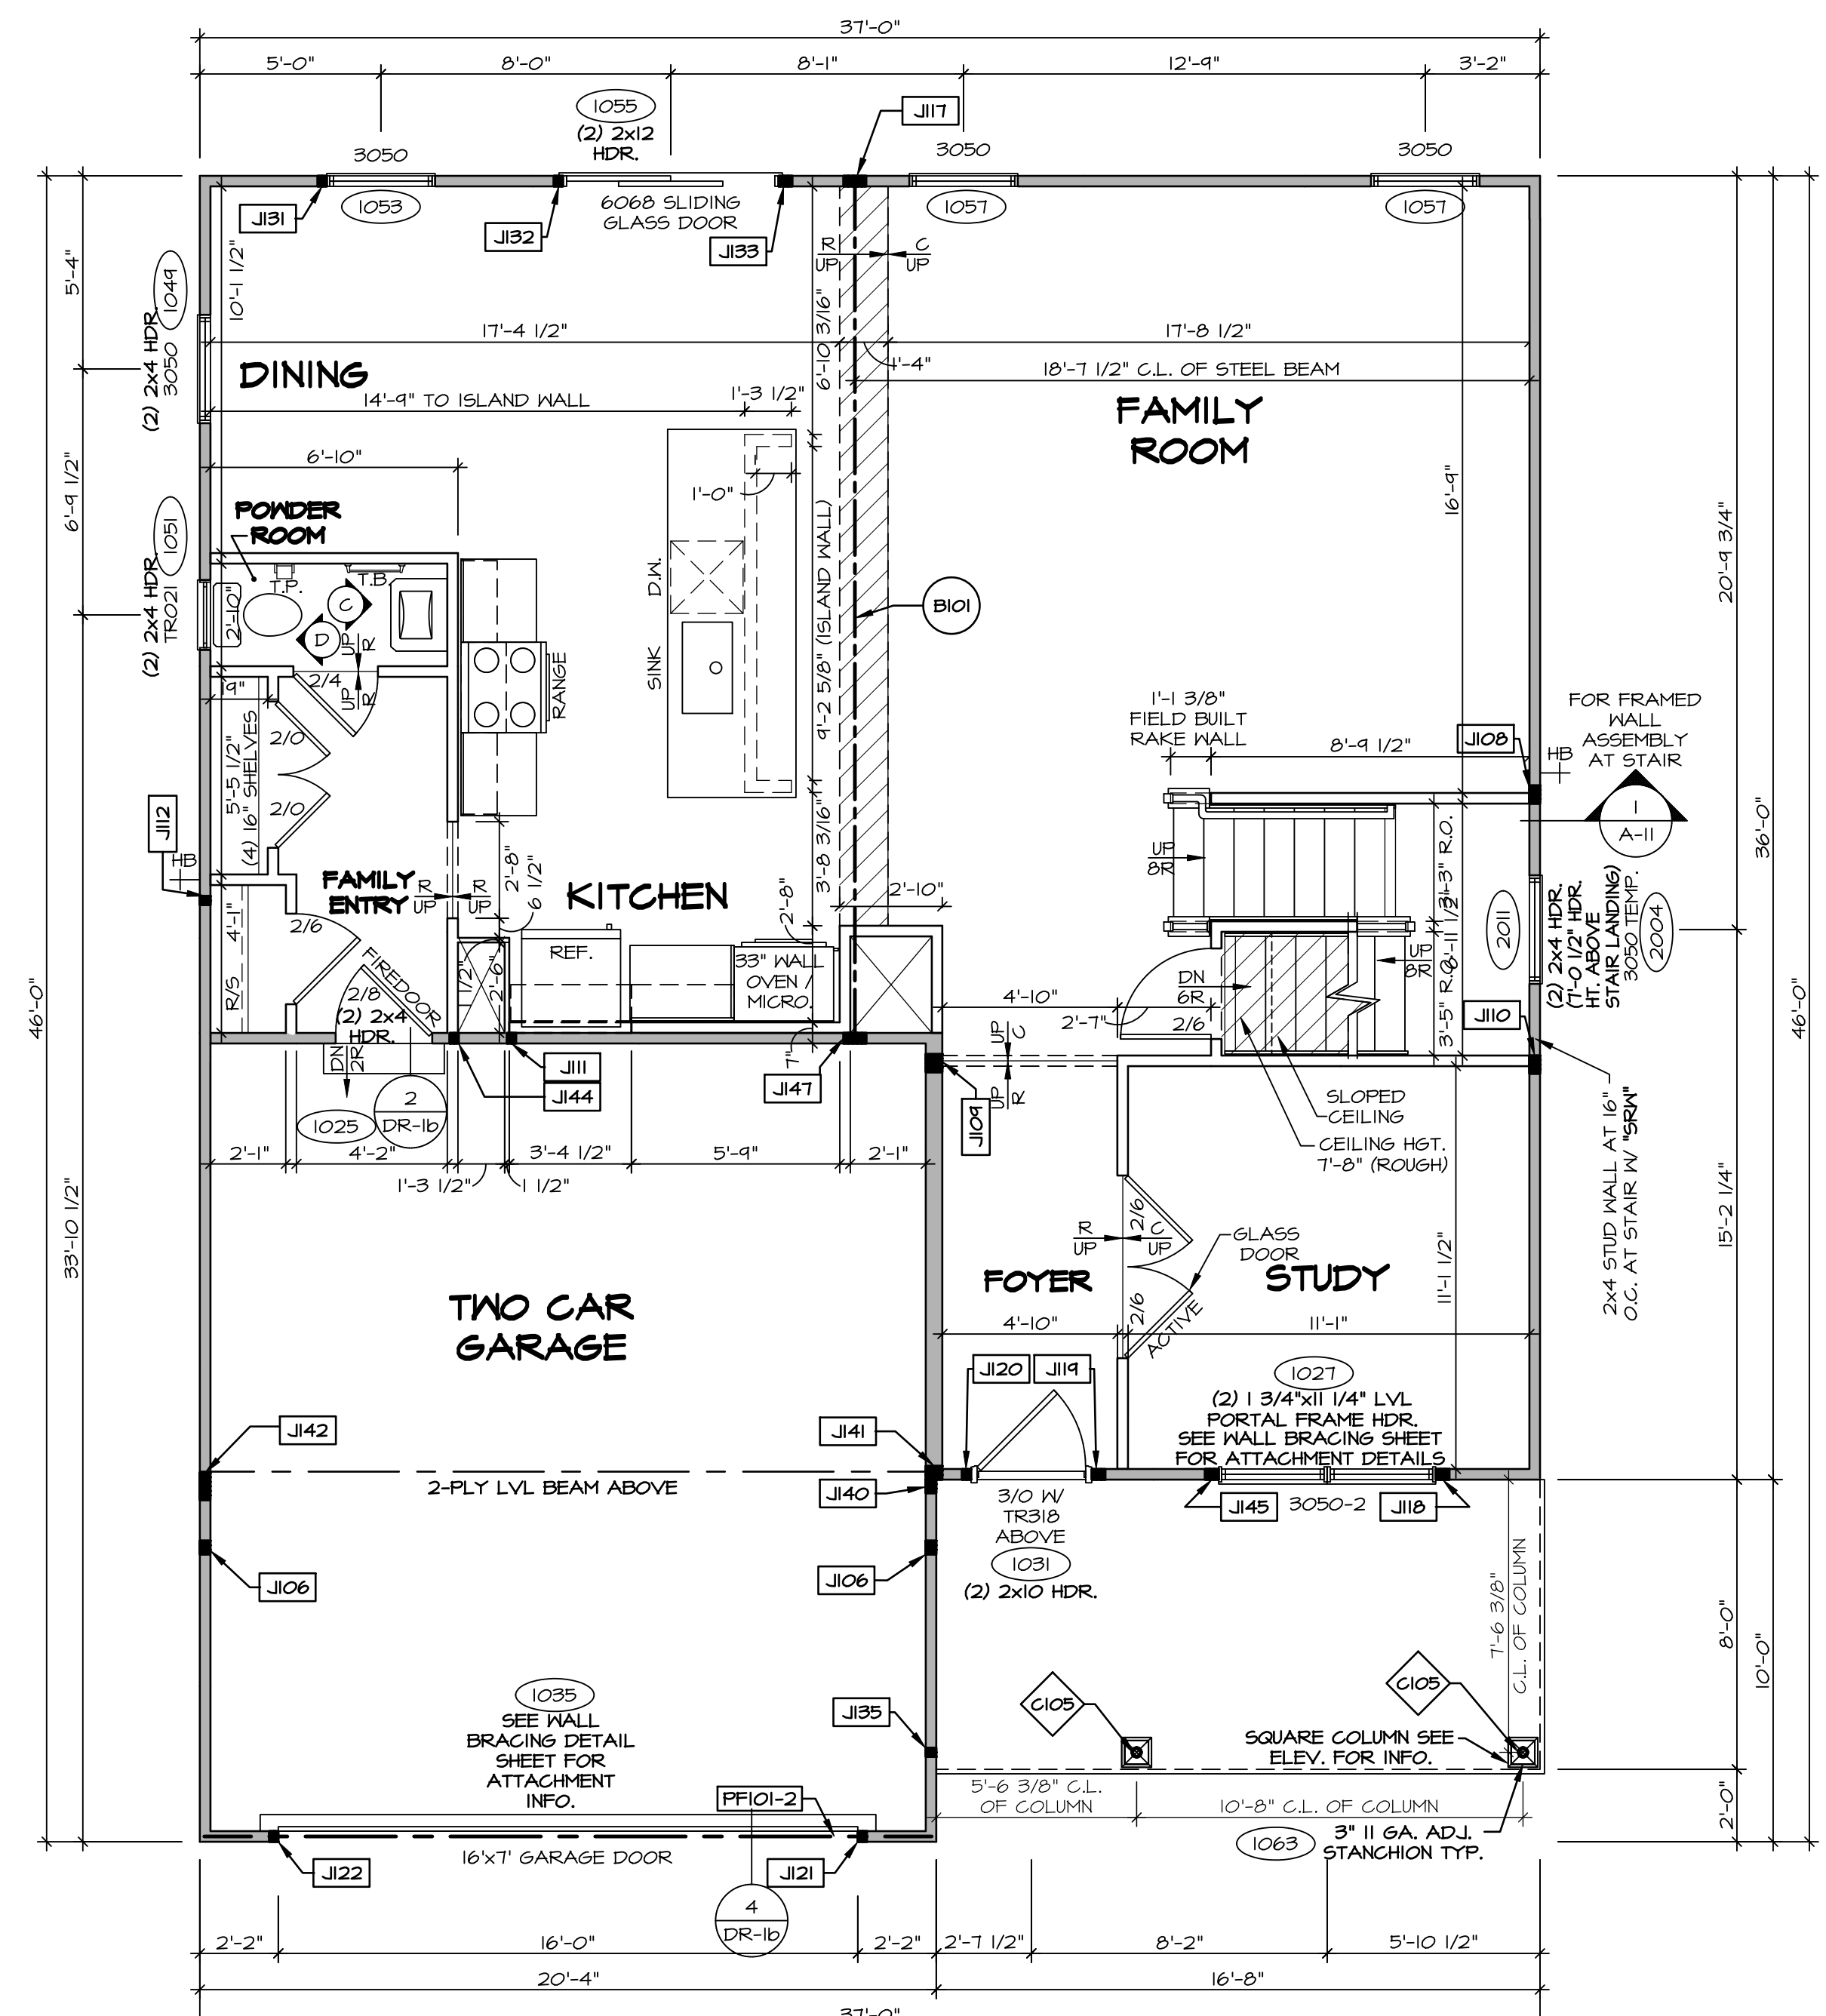 37'-0"
5'-0"
8'-0"
8'-1"
12'-9"
3'-2"
1055
(2) 2x12
HDR.
J117
3050
3050
3050
J131
1053
J132
6068 SLIDING
GLASS DOOR
J133
1057
1057
R
UP
C
UP
5'-4"
1049
(2) 2x4 HDR.
3050
10'-1 1/2"
6'-10 3/16"
17'-4 1/2"
17'-8 1/2"
1'-4"
18'-7 1/2" C.L. OF STEEL BEAM
DINING
14'-9" TO ISLAND WALL
1'-3 1/2"
FAMILY
ROOM
6'-10"
1'-0"
16'-9"
6'-9 1/2"
1051
(2) 2x4 HDR.
TR021
POWDER
ROOM
T.P.
T.B.
2'-10"
C
D
UP
R
UP
R
2/4
19"
D.W.
SINK
RANGE
9'-2 5/8" (ISLAND WALL)
B101
20'-9 3/4"
36'-0"
46'-0"
46'-0"
5'-5 1/2"
(4) 16" SHELVES
2/0
2/0
1'-1 3/8"
FIELD BUILT
RAKE WALL
8'-9 1/2"
J108
HB
FOR FRAMED
WALL
ASSEMBLY
AT STAIR
1
A-11
J112
HB
FAMILY
ENTRY
R
UP
R
UP
2'-8"
6 1/2"
KITCHEN
3'-8 3/16"
2'-8"
2'-10"
UP
8R
3'-3" R.O.
8'-11 1/2"
2011
(2) 2x4 HDR.
(7'-0 1/2" HDR.
HT. ABOVE
STAIR LANDING)
3050 TEMP.
2004
4'-1"
R/S
2/6
FIREDOOR
2/8
(2) 2x4
HDR.
DN
2R
11 1/2"
2'-6"
REF.
33" WALL
OVEN /
MICRO.
7"
4'-10"
2'-7"
2/6
DN
6R
UP
8R
3'-5" R.O.
J110
UP
C
UP
R
J111
J144
J147
J109
1025
2
DR-1b
SLOPED
CEILING
CEILING HGT.
7'-8" (ROUGH)
2x4 STUD WALL AT 16"
O.C. AT STAIR W/ "SRW"
2'-1"
4'-2"
1'-3 1/2"
1 1/2"
3'-4 1/2"
5'-9"
2'-1"
33'-10 1/2"
15'-2 1/4"
R
UP
C
UP
2/6
2/6
GLASS
DOOR
ACTIVE
FOYER
STUDY
11'-1 1/2"
TWO CAR
GARAGE
4'-10"
11'-1"
J120
J119
1027
(2) 1 3/4"x11 1/4" LVL
PORTAL FRAME HDR.
SEE WALL BRACING SHEET
FOR ATTACHMENT DETAILS
J142
J141
2-PLY LVL BEAM ABOVE
J140
3/0 W/
TR318
ABOVE
1031
(2) 2x10 HDR.
J145
3050-2
J118
J106
J106
7'-6 3/8"
C.L. OF COLUMN
8'-0"
10'-0"
2'-0"
1035
SEE WALL
BRACING DETAIL
SHEET FOR
ATTACHMENT
INFO.
J135
C105
C105
SQUARE COLUMN SEE
ELEV. FOR INFO.
PF101-2
5'-6 3/8" C.L.
OF COLUMN
10'-8" C.L. OF COLUMN
1063
3" 11 GA. ADJ.
STANCHION TYP.
J122
16'x7' GARAGE DOOR
J121
4
DR-1b
2'-2"
16'-0"
2'-2"
2'-7 1/2"
8'-2"
5'-10 1/2"
20'-4"
16'-8"
37'-0"